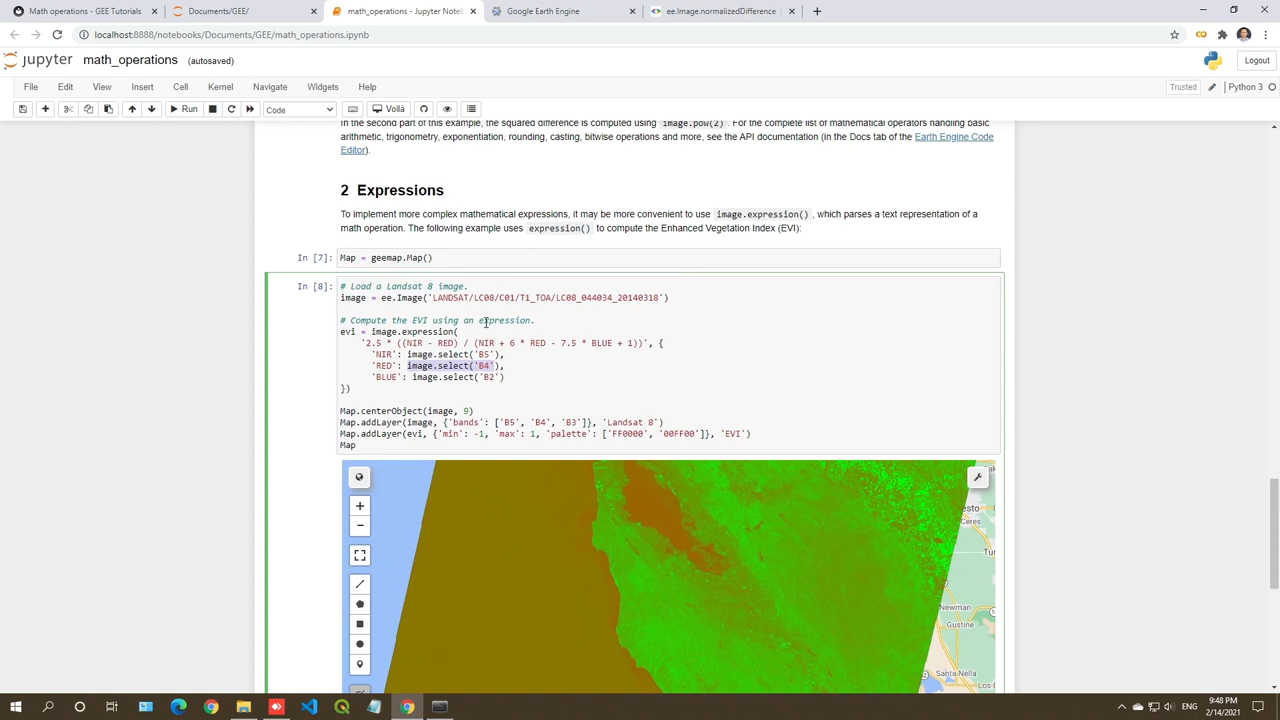 Math operations - GEE Tutorials
Documents/GEE/
math_operations - Jupyter Note
Google Earth Engine
ee.Image.normalizedDifference
localhost:8888/notebooks/Documents/GEE/math_operations.ipynb
jupyter math_operations (autosaved)
Logout
File Edit View Insert Cell Kernel Navigate Widgets Help
Trusted Python 3
Run Code Voilà
In the second part of this example, the squared difference is computed using image.pow(2) . For the complete list of mathematical operators handling basic
arithmetic, trigonometry, exponentiation, rounding, casting, bitwise operations and more, see the API documentation (in the Docs tab of the Earth Engine Code
Editor).
2 Expressions
To implement more complex mathematical expressions, it may be more convenient to use image.expression() , which parses a text representation of a
math operation. The following example uses expression() to compute the Enhanced Vegetation Index (EVI):
In [7]: Map = geemap.Map()
In [8]: # Load a Landsat 8 image.
image = ee.Image('LANDSAT/LC08/C01/T1_TOA/LC08_044034_20140318')
# Compute the EVI using an expression.
evi = image.expression(
'2.5 * ((NIR - RED) / (NIR + 6 * RED - 7.5 * BLUE + 1))', {
'NIR': image.select('B5'),
'RED': image.select('B4'),
'BLUE': image.select('B2')
})
Map.centerObject(image, 9)
Map.addLayer(image, {'bands': ['B5', 'B4', 'B3']}, 'Landsat 8')
Map.addLayer(evi, {'min': -1, 'max': 1, 'palette': ['FF0000', '00FF00']}, 'EVI')
Map
+
−
esto
Ceres
Tur
Newman
Gustine
Santa Nella
Los B
9:48 PM
2/14/2021